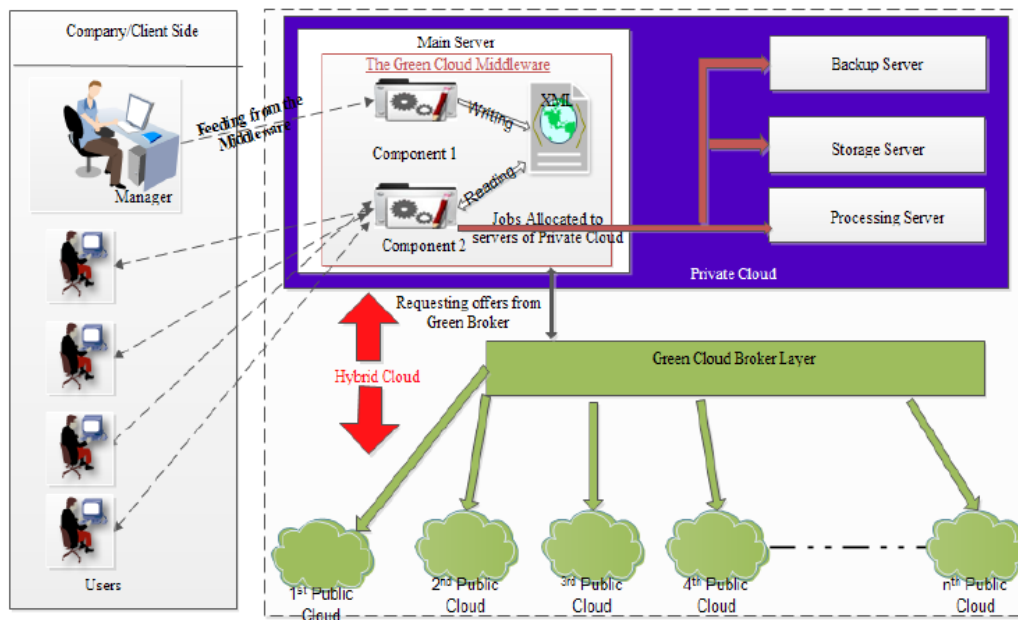 Company/Client Side
Manager
Users
Feeding from the
Middleware
Main Server
The Green Cloud Middleware
Component 1
Writing
XML
Reading
Component 2
Jobs Allocated to
servers of Private Cloud
Backup Server
Storage Server
Processing Server
Private Cloud
Requesting offers from
Green Broker
Hybrid Cloud
Green Cloud Broker Layer
1st Public
Cloud
2nd Public
Cloud
3rd Public
Cloud
4th Public
Cloud
nth Public
Cloud